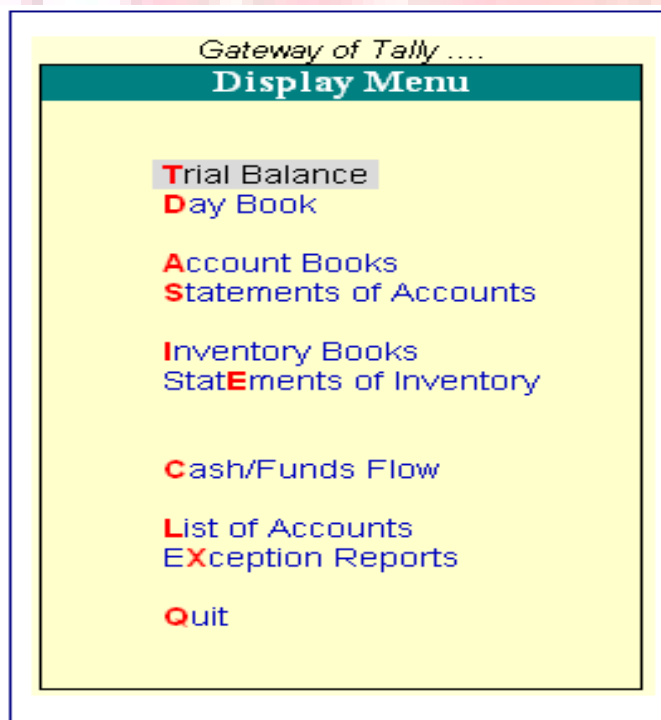 Gateway of Tally ....
Display Menu
Trial Balance
Day Book
Account Books
Statements of Accounts
Inventory Books
StatEments of Inventory
Cash/Funds Flow
List of Accounts
EXception Reports
Quit